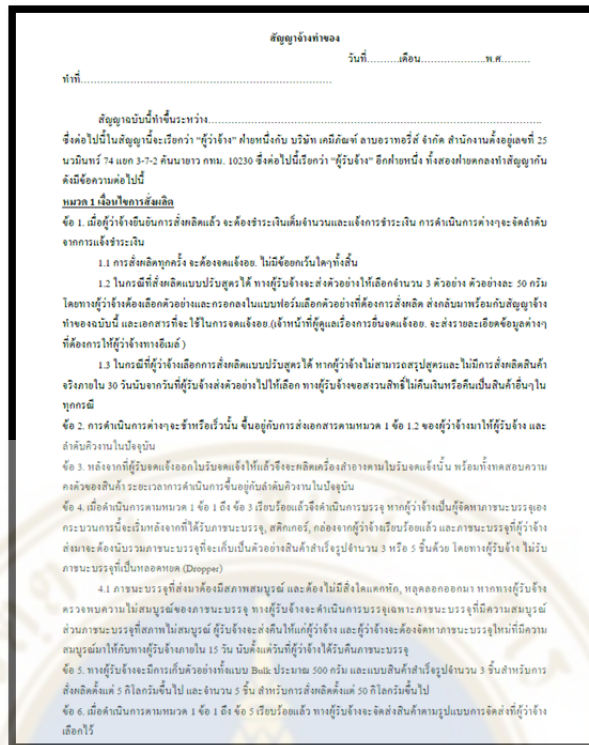 สัญญาจ้างทำของ
วันที่...........เดือน......................พ.ศ..........
ทำที่.................................................................................
สัญญาฉบับนี้ทำขึ้นระหว่าง...........................................................................................................
ซึ่งต่อไปนี้ในสัญญานี้จะเรียกว่า "ผู้ว่าจ้าง" ฝ่ายหนึ่งกับ บริษัท เคมีภัณฑ์ ลาบอราทอรี่ส์ จำกัด สำนักงานตั้งอยู่เลขที่ 25
นวมินทร์ 74 แยก 3-7-2 คันนายาว กทม. 10230 ซึ่งต่อไปนี้เรียกว่า "ผู้รับจ้าง" อีกฝ่ายหนึ่ง ทั้งสองฝ่ายตกลงทำสัญญากัน
ดังมีข้อความต่อไปนี้
หมวด 1 เงื่อนไขการสั่งผลิต
ข้อ 1. เมื่อผู้ว่าจ้างยืนยันการสั่งผลิตแล้ว จะต้องชำระเงินเต็มจำนวนและแจ้งการชำระเงิน การดำเนินการต่างๆจะจัดลำดับ
จากการแจ้งชำระเงิน
1.1 การสั่งผลิตทุกครั้ง จะต้องจดแจ้งอย. ไม่มีข้อยกเว้นใดๆทั้งสิ้น
1.2 ในกรณีที่สั่งผลิตแบบปรับสูตรได้ ทางผู้รับจ้างจะส่งตัวอย่างให้เลือกจำนวน 3 ตัวอย่าง ตัวอย่างละ 50 กรัม
โดยทางผู้ว่าจ้างต้องเลือกตัวอย่างและกรอกลงในแบบฟอร์มเลือกตัวอย่างที่ต้องการสั่งผลิต ส่งกลับมาพร้อมกับสัญญาจ้าง
ทำของฉบับนี้ และเอกสารที่จะใช้ในการจดแจ้งอย.(เจ้าหน้าที่ผู้ดูแลเรื่องการยื่นจดแจ้งอย. จะส่งรายละเอียดข้อมูลต่างๆ
ที่ต้องการให้ผู้ว่าจ้างทางอีเมล์ )
1.3 ในกรณีที่ผู้ว่าจ้างเลือกการสั่งผลิตแบบปรับสูตรได้ หากผู้ว่าจ้างไม่สามารถสรุปสูตรและไม่มีการสั่งผลิตสินค้า
จริงภายใน 30 วันนับจากวันที่ผู้รับจ้างส่งตัวอย่างไปให้เลือก ทางผู้รับจ้างขอสงวนสิทธิ์ไม่คืนเงินหรือคืนเป็นสินค้าอื่นๆใน
ทุกกรณี
ข้อ 2. การดำเนินการต่างๆจะช้าหรือเร็วนั้น ขึ้นอยู่กับการส่งเอกสารตามหมวด 1 ข้อ 1.2 ของผู้ว่าจ้างมาให้ผู้รับจ้าง และ
ลำดับคิวงานในปัจจุบัน
ข้อ 3. หลังจากที่ผู้รับจดแจ้งออกใบรับจดแจ้งให้แล้วจึงจะผลิตเครื่องสำอางตามใบรับจดแจ้งนั้น พร้อมทั้งทดสอบความ
คงตัวของสินค้า ระยะเวลาการดำเนินการขึ้นอยู่กับลำดับคิวงานในปัจจุบัน
ข้อ 4. เมื่อดำเนินการตามหมวด 1 ข้อ 1 ถึง ข้อ 3 เรียบร้อยแล้วจึงดำเนินการบรรจุ หากผู้ว่าจ้างเป็นผู้จัดหาภาชนะบรรจุเอง
กระบวนการนี้จะเริ่มหลังจากที่ได้รับภาชนะบรรจุ, สติกเกอร์, กล่องจากผู้ว่าจ้างเรียบร้อยแล้ว และภาชนะบรรจุที่ผู้ว่าจ้าง
ส่งมาจะต้องนับรวมภาชนะบรรจุที่จะเก็บเป็นตัวอย่างสินค้าสำเร็จรูปจำนวน 3 หรือ 5 ชิ้นด้วย โดยทางผู้รับจ้าง ไม่รับ
ภาชนะบรรจุที่เป็นหลอดหยด (Dropper)
4.1 ภาชนะบรรจุที่ส่งมาต้องมีสภาพสมบูรณ์ และต้องไม่มีสิ่งใดแตกหัก, หลุดลอกออกมา หากทางผู้รับจ้าง
ตรวจพบความไม่สมบูรณ์ของภาชนะบรรจุ ทางผู้รับจ้างจะดำเนินการบรรจุเฉพาะภาชนะบรรจุที่มีความสมบูรณ์
ส่วนภาชนะบรรจุที่สภาพไม่สมบูรณ์ ผู้รับจ้างจะส่งคืนให้แก่ผู้ว่าจ้าง และผู้ว่าจ้างจะต้องจัดหาภาชนะบรรจุใหม่ที่มีความ
สมบูรณ์มาให้กับทางผู้รับจ้างภายใน 15 วัน นับตั้งแต่วันที่ผู้ว่าจ้างได้รับคืนภาชนะบรรจุ
ข้อ 5. ทางผู้รับจ้างจะมีการเก็บตัวอย่างทั้งแบบ Bulk ประมาณ 500 กรัม และแบบสินค้าสำเร็จรูปจำนวน 3 ชิ้นสำหรับการ
สั่งผลิตตั้งแต่ 5 กิโลกรัมขึ้นไป และจำนวน 5 ชิ้น สำหรับการสั่งผลิตตั้งแต่ 50 กิโลกรัมขึ้นไป
ข้อ 6. เมื่อดำเนินการตามหมวด 1 ข้อ 1 ถึง ข้อ 5 เรียบร้อยแล้ว ทางผู้รับจ้างจะจัดส่งสินค้าตามรูปแบบการจัดส่งที่ผู้ว่าจ้าง
เลือกไว้